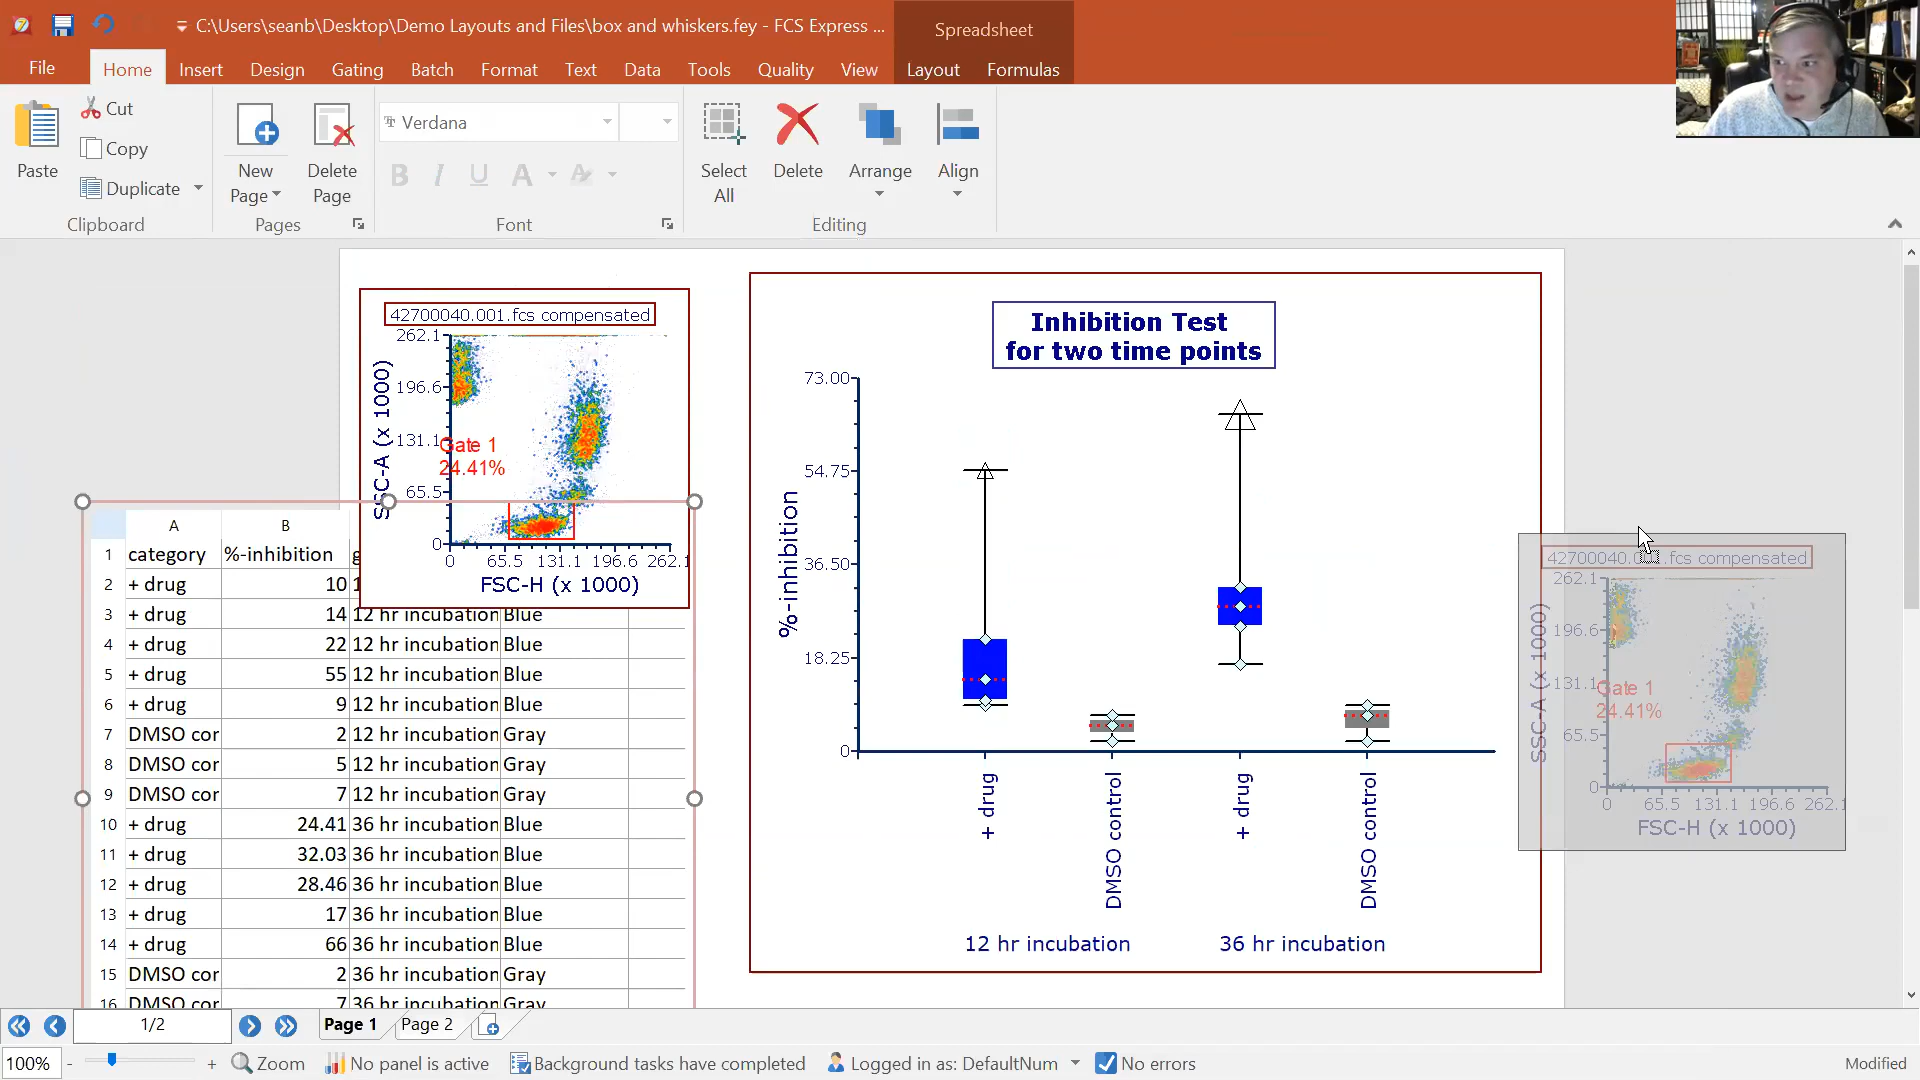 C:\Users\seanb\Desktop\Demo Layouts and Files\box and whiskers.fey - FCS Express ...
Spreadsheet
File
Home
Insert
Design
Gating
Batch
Format
Text
Data
Tools
Quality
View
Layout
Formulas
Paste
Cut
Copy
Duplicate
Clipboard
New Page
Delete Page
Pages
Verdana
B I U A
Font
Select All
Delete
Arrange
Align
Editing
42700040.001.fcs compensated
262.1
196.6
131.1
65.5
0
SSC-A (x 1000)
Gate 1
24.41%
0 65.5 131.1 196.6 262.1
FSC-H (x 1000)
A B
1 category %-inhibition g
2 + drug 10 1
3 + drug 14 12 hr incubation Blue
4 + drug 22 12 hr incubation Blue
5 + drug 55 12 hr incubation Blue
6 + drug 9 12 hr incubation Blue
7 DMSO cor 2 12 hr incubation Gray
8 DMSO cor 5 12 hr incubation Gray
9 DMSO cor 7 12 hr incubation Gray
10 + drug 24.41 36 hr incubation Blue
11 + drug 32.03 36 hr incubation Blue
12 + drug 28.46 36 hr incubation Blue
13 + drug 17 36 hr incubation Blue
14 + drug 66 36 hr incubation Blue
15 DMSO cor 2 36 hr incubation Gray
16 DMSO cor 7 36 hr incubation Gray
Inhibition Test
for two time points
73.00
54.75
36.50
18.25
0
%-inhibition
+ drug
DMSO control
+ drug
DMSO control
12 hr incubation
36 hr incubation
42700040.001.fcs compensated
262.1
196.6
131.1
65.5
0
SSC-A (x 1000)
Gate 1
24.41%
0 65.5 131.1 196.6 262.1
FSC-H (x 1000)
1/2
Page 1
Page 2
100%
- +
Zoom
No panel is active
Background tasks have completed
Logged in as: DefaultNum
No errors
Modified